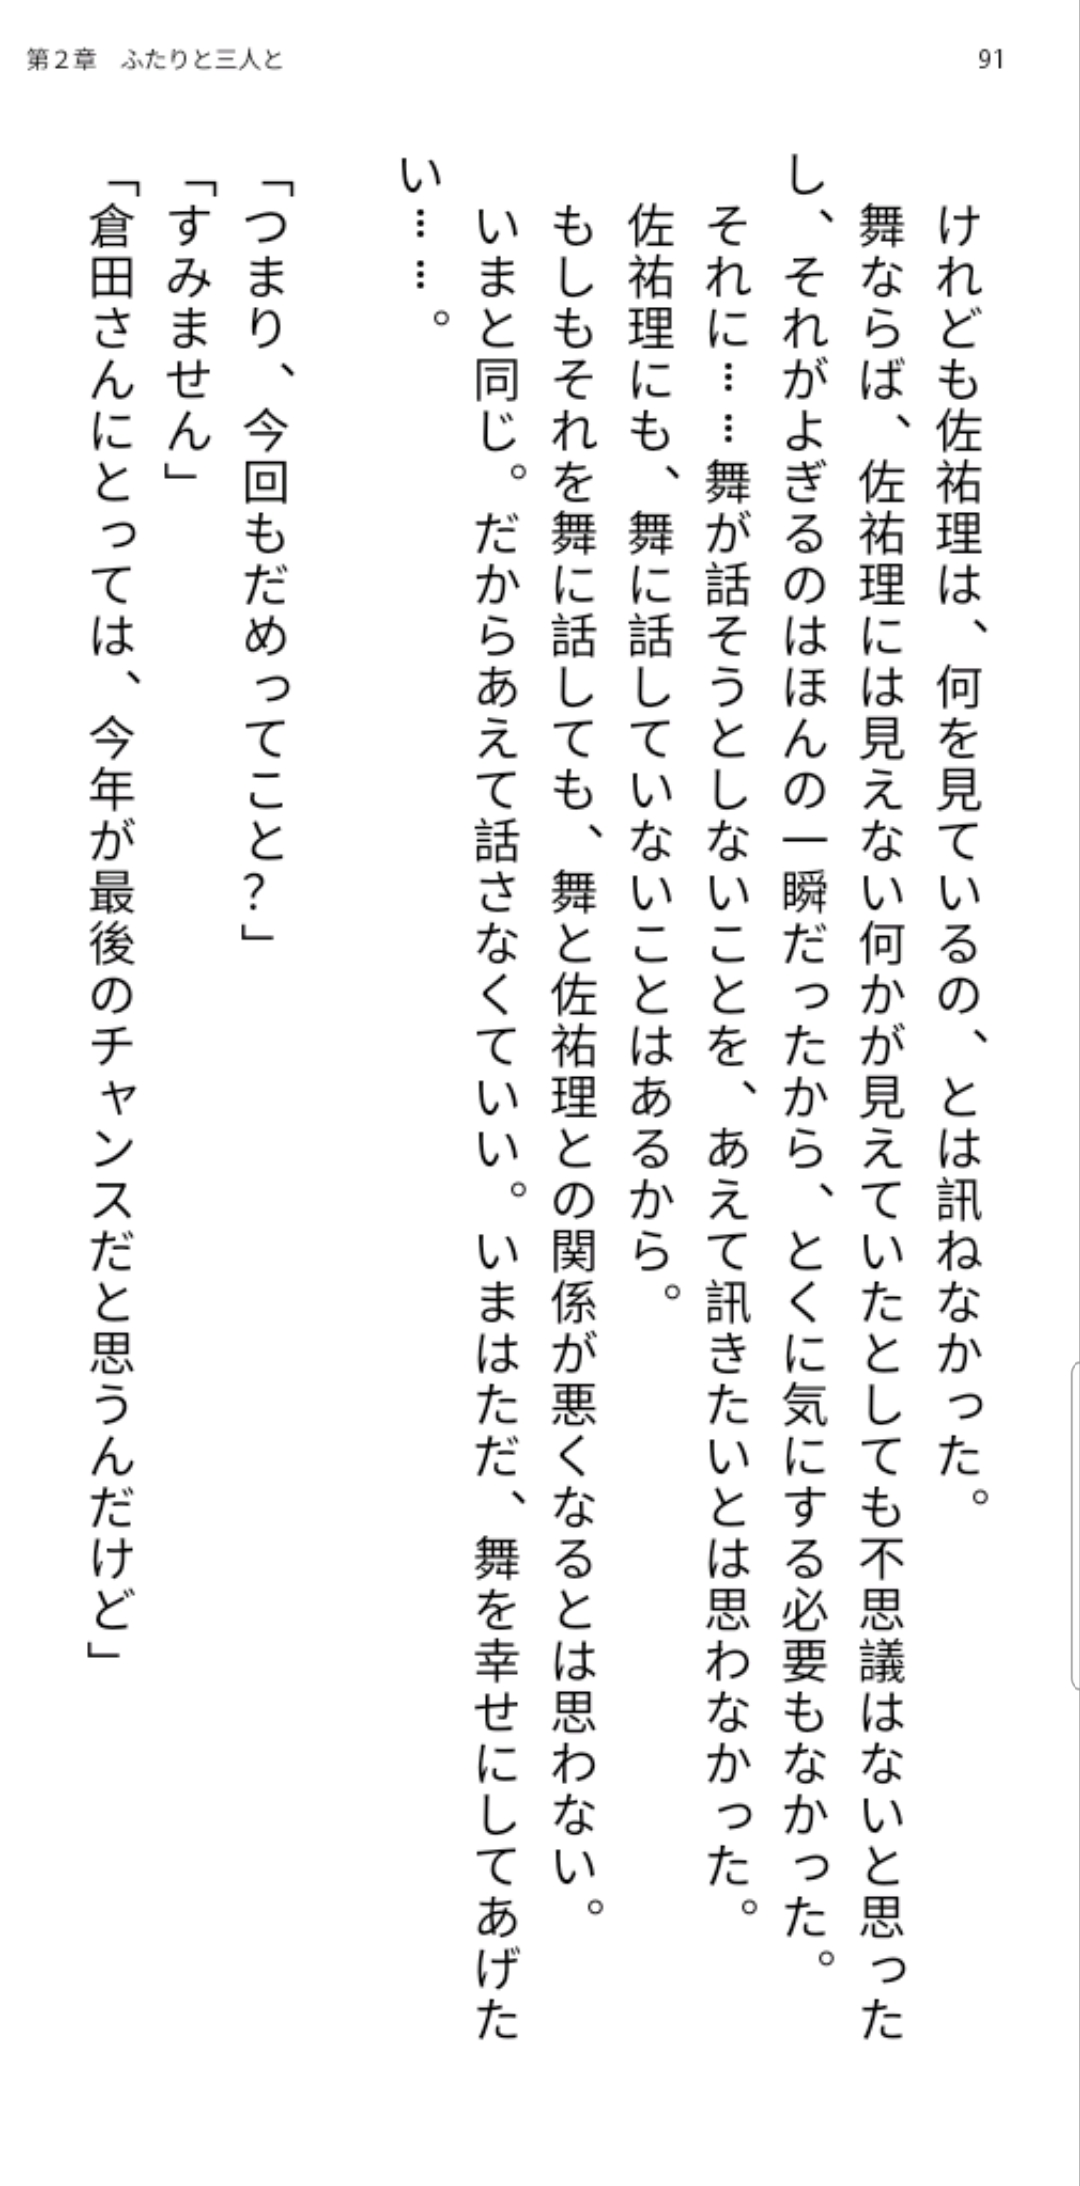 第2章　ふたりと三人と
91
けれども佐祐理は、何を見ているの、とは訊ねなかった。
舞ならば、佐祐理には見えない何かが見えていたとしても不思議はないと思った
し、それがよぎるのはほんの一瞬だったから、とくに気にする必要もなかった。
それに……舞が話そうとしないことを、あえて訊きたいとは思わなかった。
佐祐理にも、舞に話していないことはあるから。
もしもそれを舞に話しても、舞と佐祐理との関係が悪くなるとは思わない。
いまと同じ。だからあえて話さなくていい。いまはただ、舞を幸せにしてあげた
い……。
「つまり、今回もだめってこと？」
「すみません」
「倉田さんにとっては、今年が最後のチャンスだと思うんだけど」